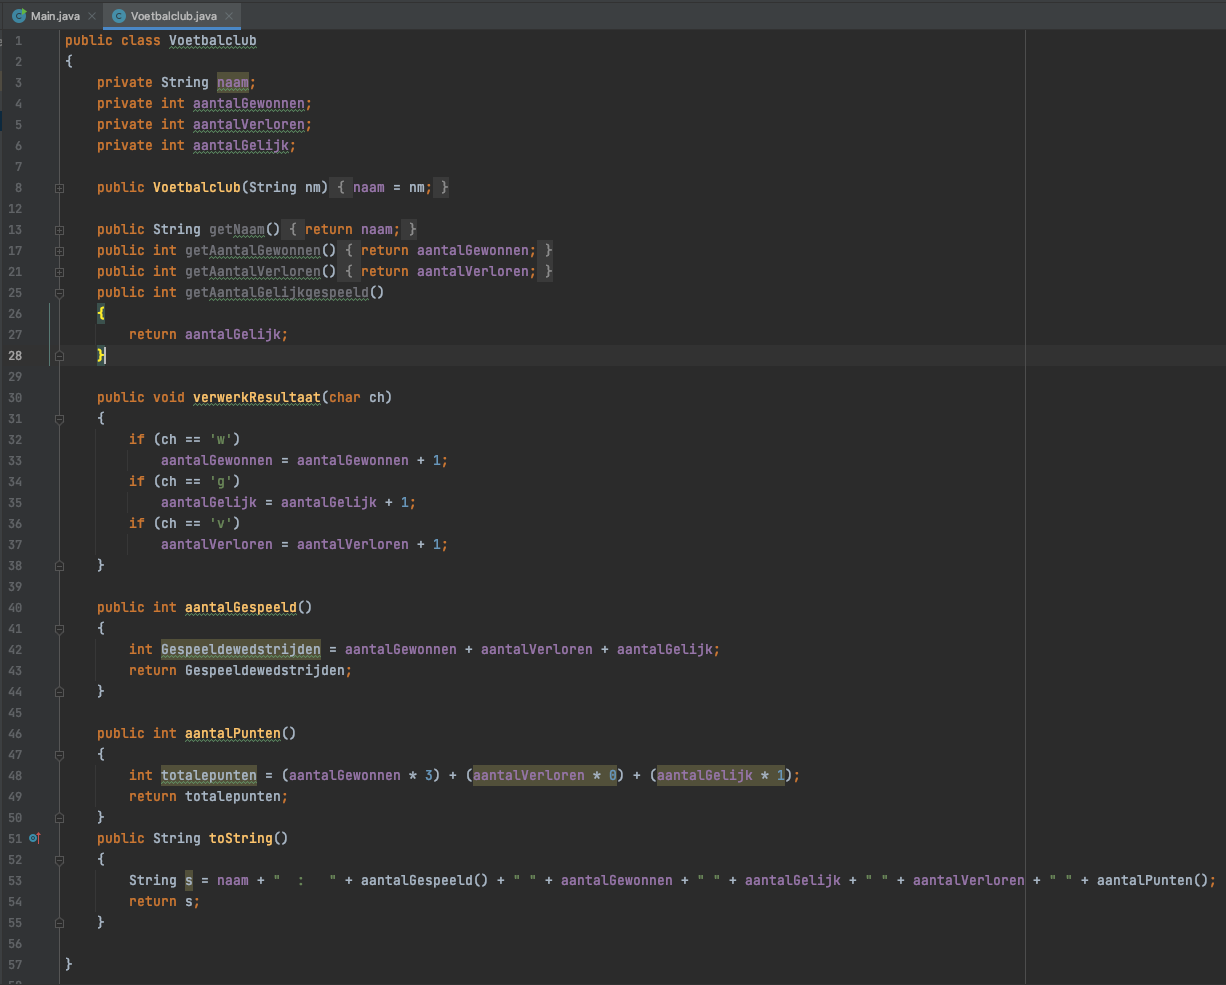 Main.java Voetbalclub.java
1 public class Voetbalclub
2 {
3 private String naam;
4 private int aantalGewonnen;
5 private int aantalVerloren;
6 private int aantalGelijk;
7
8 public Voetbalclub(String nm) { naam = nm; }
12
13 public String getNaam() { return naam; }
17 public int getAantalGewonnen() { return aantalGewonnen; }
21 public int getAantalVerloren() { return aantalVerloren; }
25 public int getAantalGelijkgespeeld()
26 {
27 return aantalGelijk;
28 }
29
30 public void verwerkResultaat(char ch)
31 {
32 if (ch == 'w')
33 aantalGewonnen = aantalGewonnen + 1;
34 if (ch == 'g')
35 aantalGelijk = aantalGelijk + 1;
36 if (ch == 'v')
37 aantalVerloren = aantalVerloren + 1;
38 }
39
40 public int aantalGespeeld()
41 {
42 int Gespeeldewedstrijden = aantalGewonnen + aantalVerloren + aantalGelijk;
43 return Gespeeldewedstrijden;
44 }
45
46 public int aantalPunten()
47 {
48 int totalepunten = (aantalGewonnen * 3) + (aantalVerloren * 0) + (aantalGelijk * 1);
49 return totalepunten;
50 }
51 public String toString()
52 {
53 String s = naam + "  :   " + aantalGespeeld() + " " + aantalGewonnen + " " + aantalGelijk + " " + aantalVerloren + " " + aantalPunten();
54 return s;
55 }
56
57 }